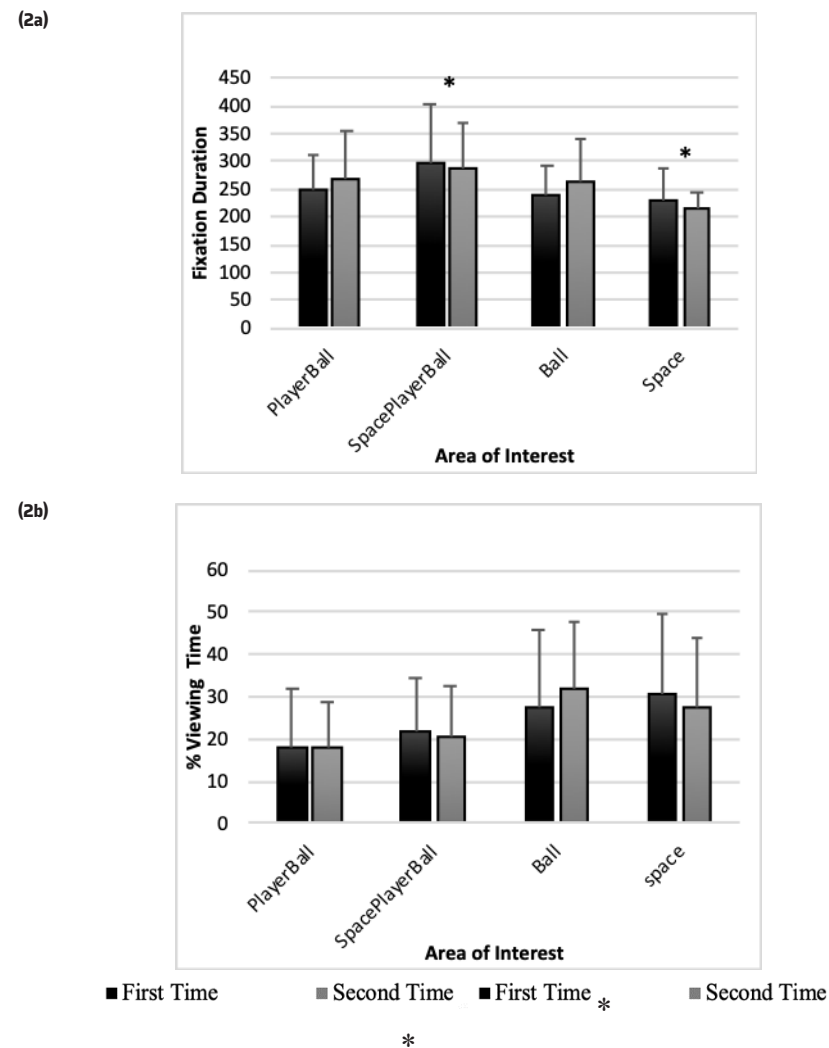 (2a)
*
*
450
400
350
300
250
200
150
100
50
0
Fixation Duration
PlayerBall
SpacePlayerBall
Ball
Space
Area of Interest
(2b)
60
50
40
30
20
10
0
% Viewing Time
PlayerBall
SpacePlayerBall
Ball
space
Area of Interest
First Time Second Time First Time * Second Time
*